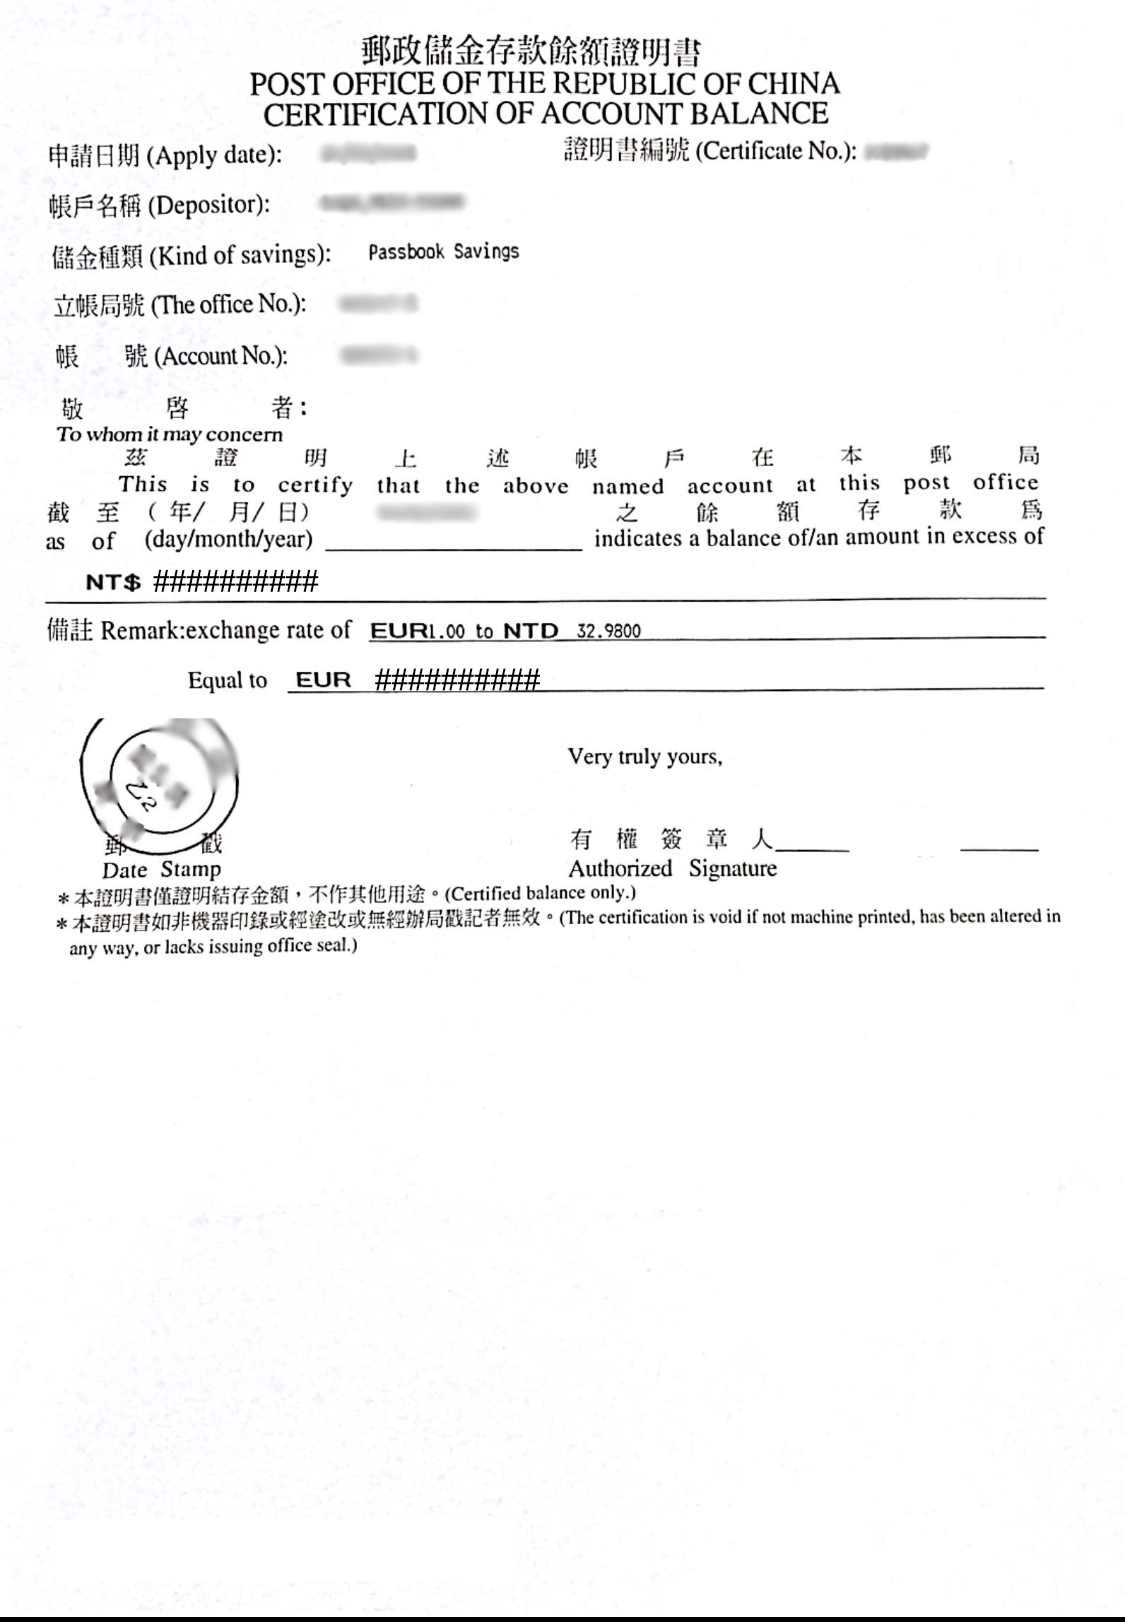 郵政儲金存款餘額證明書
POST OFFICE OF THE REPUBLIC OF CHINA
CERTIFICATION OF ACCOUNT BALANCE
申請日期 (Apply date): 證明書編號 (Certificate No.):
帳戶名稱 (Depositor):
儲金種類 (Kind of savings): Passbook Savings
立帳局號 (The office No.):
帳 號 (Account No.):
敬 啓 者:
To whom it may concern
茲 證 明 上 述 帳 戶 在 本 郵 局
This is to certify that the above named account at this post office
截 至 ( 年/ 月/ 日) 之 餘 額 存 款 爲
as of (day/month/year) indicates a balance of/an amount in excess of
NT$ ##########
備註 Remark:exchange rate of EUR1.00 to NTD 32.9800
Equal to EUR ##########
Very truly yours,
郵 戳 有 權 簽 章 人
Date Stamp Authorized Signature
*本證明書僅證明結存金額，不作其他用途。(Certified balance only.)
*本證明書如非機器印錄或經塗改或無經辦局戳記者無效。(The certification is void if not machine printed, has been altered in
any way, or lacks issuing office seal.)